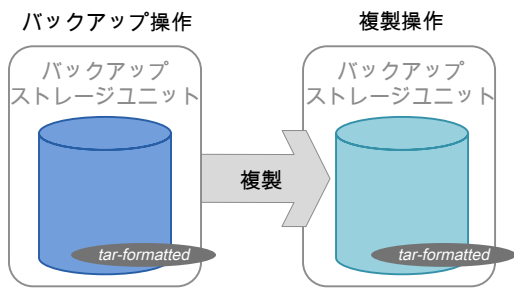 バックアップ操作
複製操作
バックアップ
ストレージユニット
tar-formatted
複製
バックアップ
ストレージユニット
tar-formatted